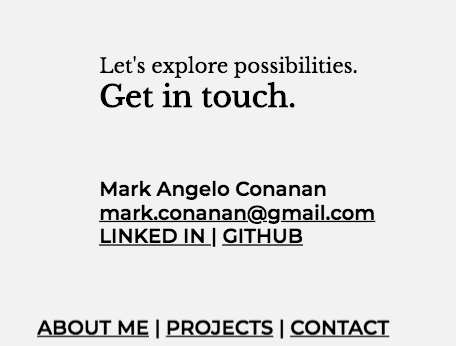 Let's explore possibilities.
Get in touch.
Mark Angelo Conanan
mark.conanan@gmail.com
LINKED IN | GITHUB
ABOUT ME | PROJECTS | CONTACT